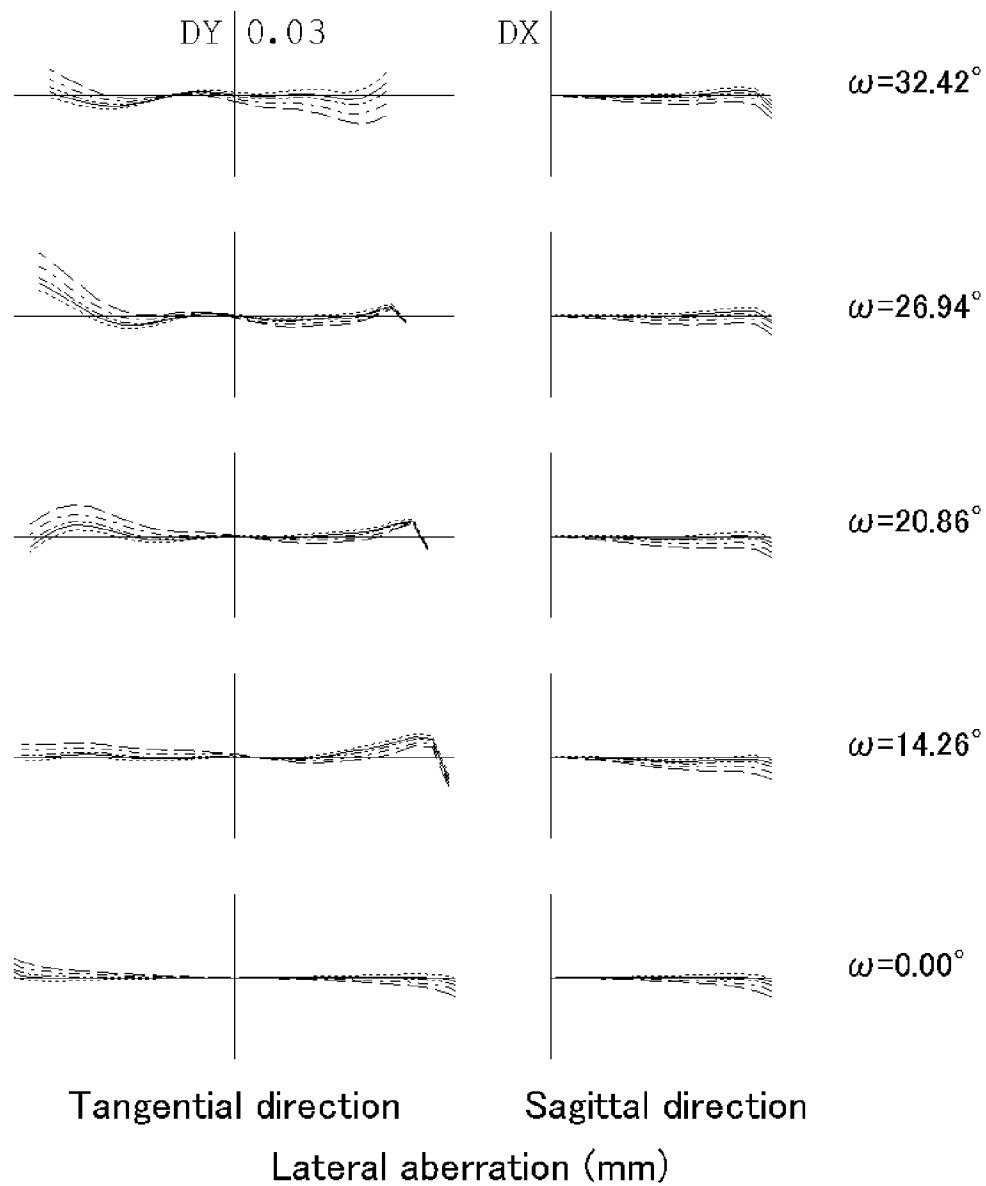 DY 0.03 DX
ω=32.42°
ω=26.94°
ω=20.86°
ω=14.26°
ω=0.00°
Tangential direction Sagittal direction
Lateral aberration (mm)